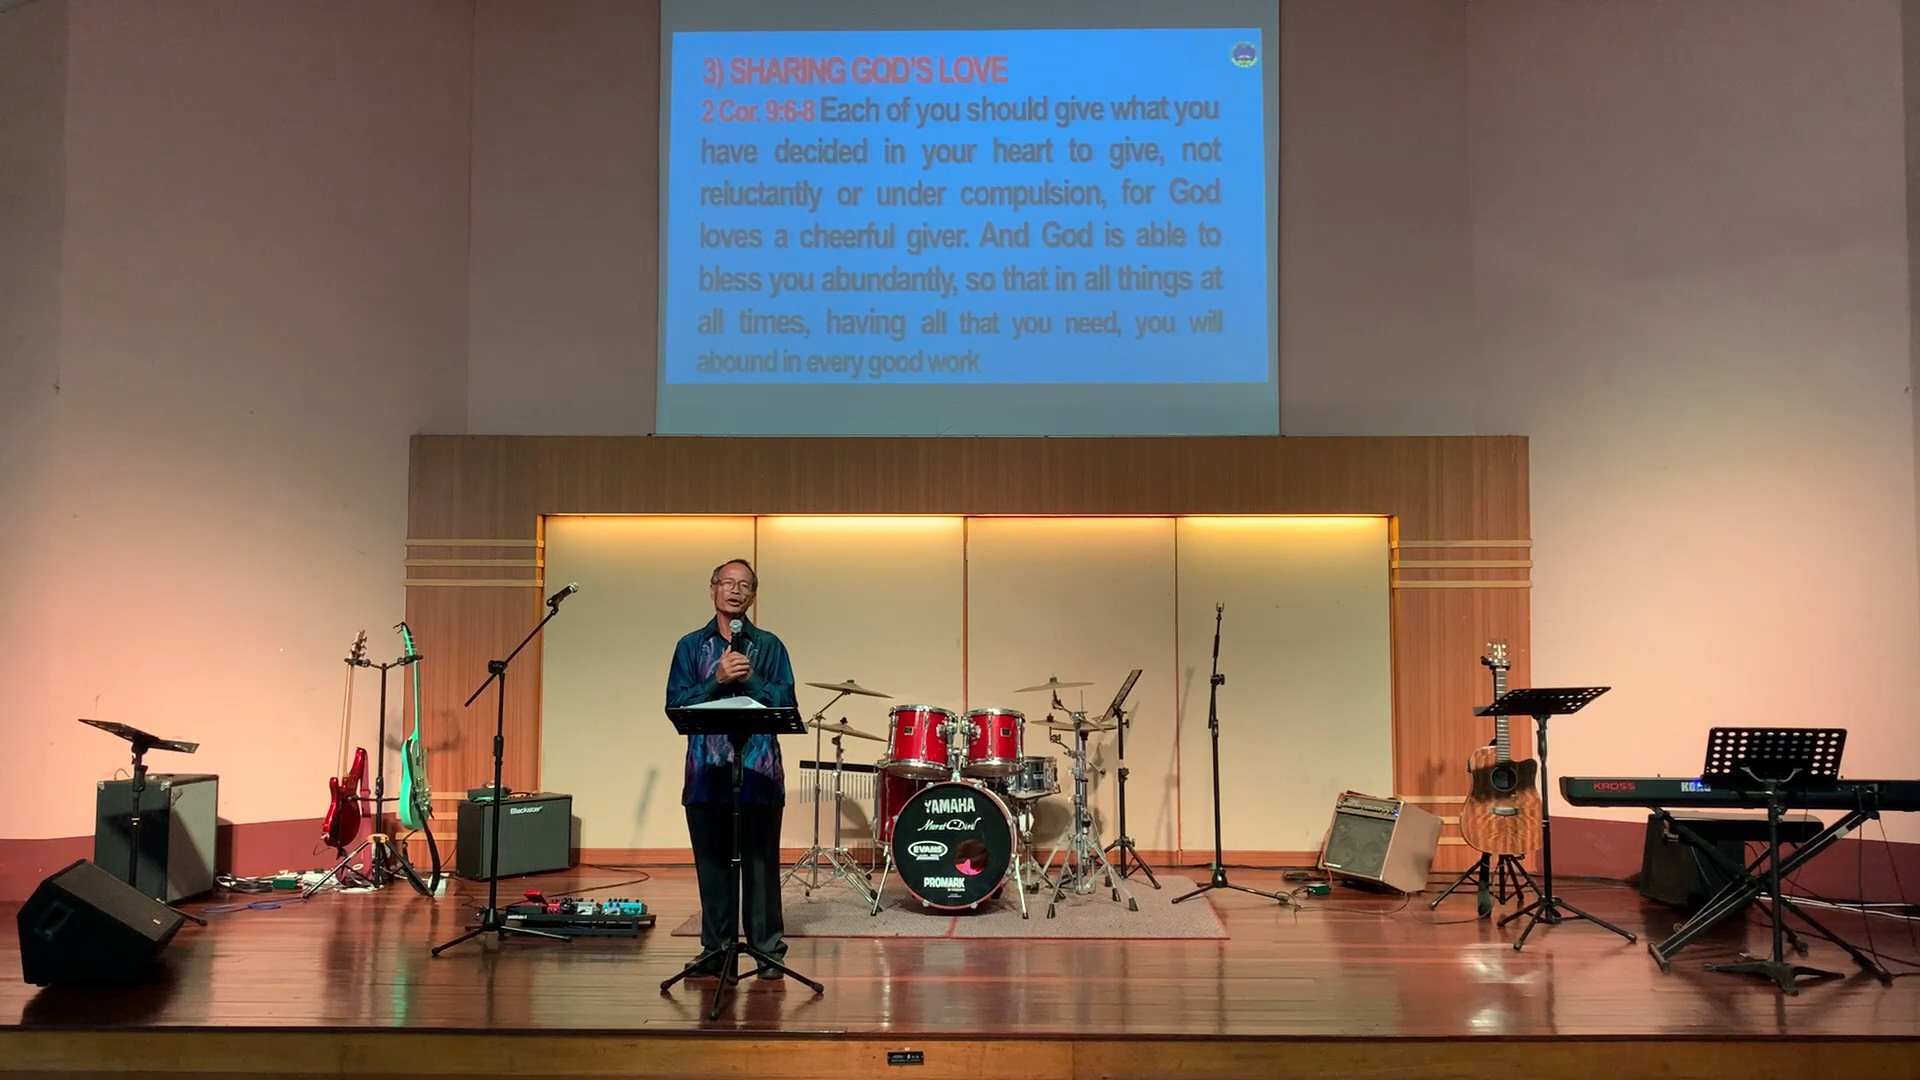 3) SHARING GOD'S LOVE
2 Cor. 9:6-8 Each of you should give what you
have decided in your heart to give, not
reluctantly or under compulsion, for God
loves a cheerful giver. And God is able to
bless you abundantly, so that in all things at
all times, having all that you need, you will
abound in every good work
Blackstar
YAMAHA
EVANS
PROMARK
KROSS
KORG